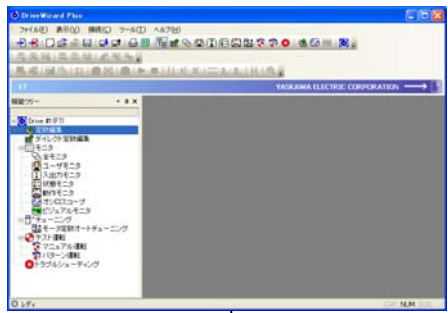 DriveWizard Plus
ファイル(F) 表示(V) 接続(C) ツール(T) ヘルプ(H)
YASKAWA ELECTRIC CORPORATION
機能ツリー
定数編集
ダイレクト定数編集
モニタ
全モニタ
ユーザモニタ
入出力モニタ
状態モニタ
動作モニタ
オシロスコープ
ビジュアルモニタ
チューニング
モータ定数オートチューニング
テスト運転
マニュアル運転
パターン運転
トラブルシューティング
レディ
CAP NUM SCRL